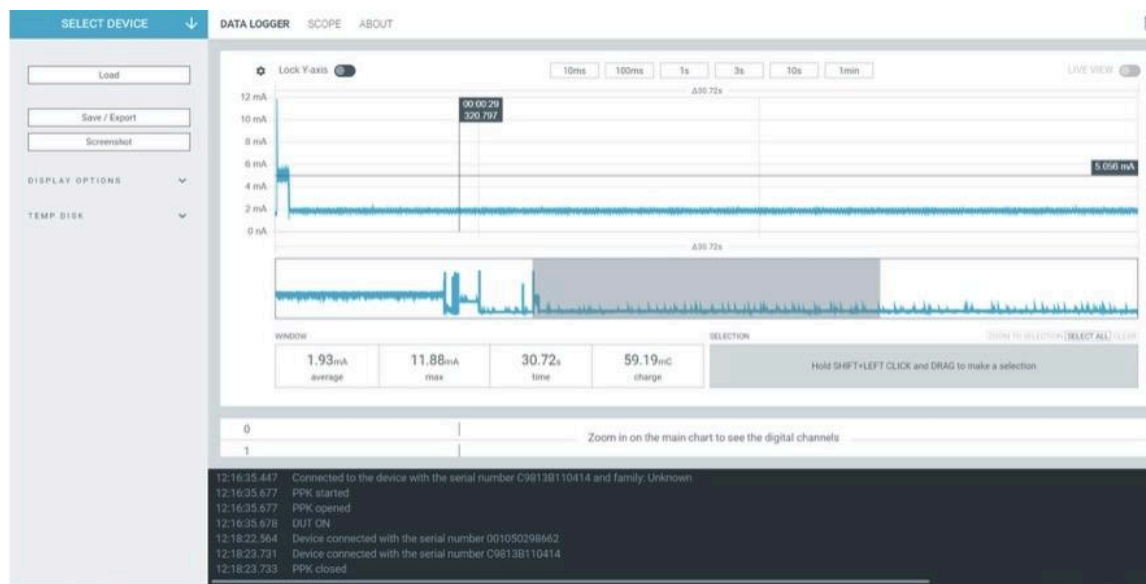 SELECT DEVICE
DATA LOGGER SCOPE ABOUT
Load
Save / Export
Screenshot
DISPLAY OPTIONS
TEMP DISK
Lock Y-axis
10ms 100ms 1s 3s 10s 1min
LIVE VIEW
Δ30.72s
12 mA
10 mA
8 mA
6 mA
4 mA
2 mA
0 nA
00:00:29
320.797
5.056 mA
Δ30.72s
WINDOW
1.93mA
average
11.88mA
max
30.72s
time
59.19mC
charge
SELECTION
ZOOM TO SELECTION SELECT ALL CLEAR
Hold SHIFT+LEFT CLICK and DRAG to make a selection
0
1
Zoom in on the main chart to see the digital channels
12:16:35.447 Connected to the device with the serial number C9813B110414 and family: Unknown
12:16:35.677 PPK started
12:16:35.677 PPK opened
12:16:35.678 DUT ON
12:18:22.564 Device connected with the serial number 001050298662
12:18:23.731 Device connected with the serial number C9813B110414
12:18:23.733 PPK closed